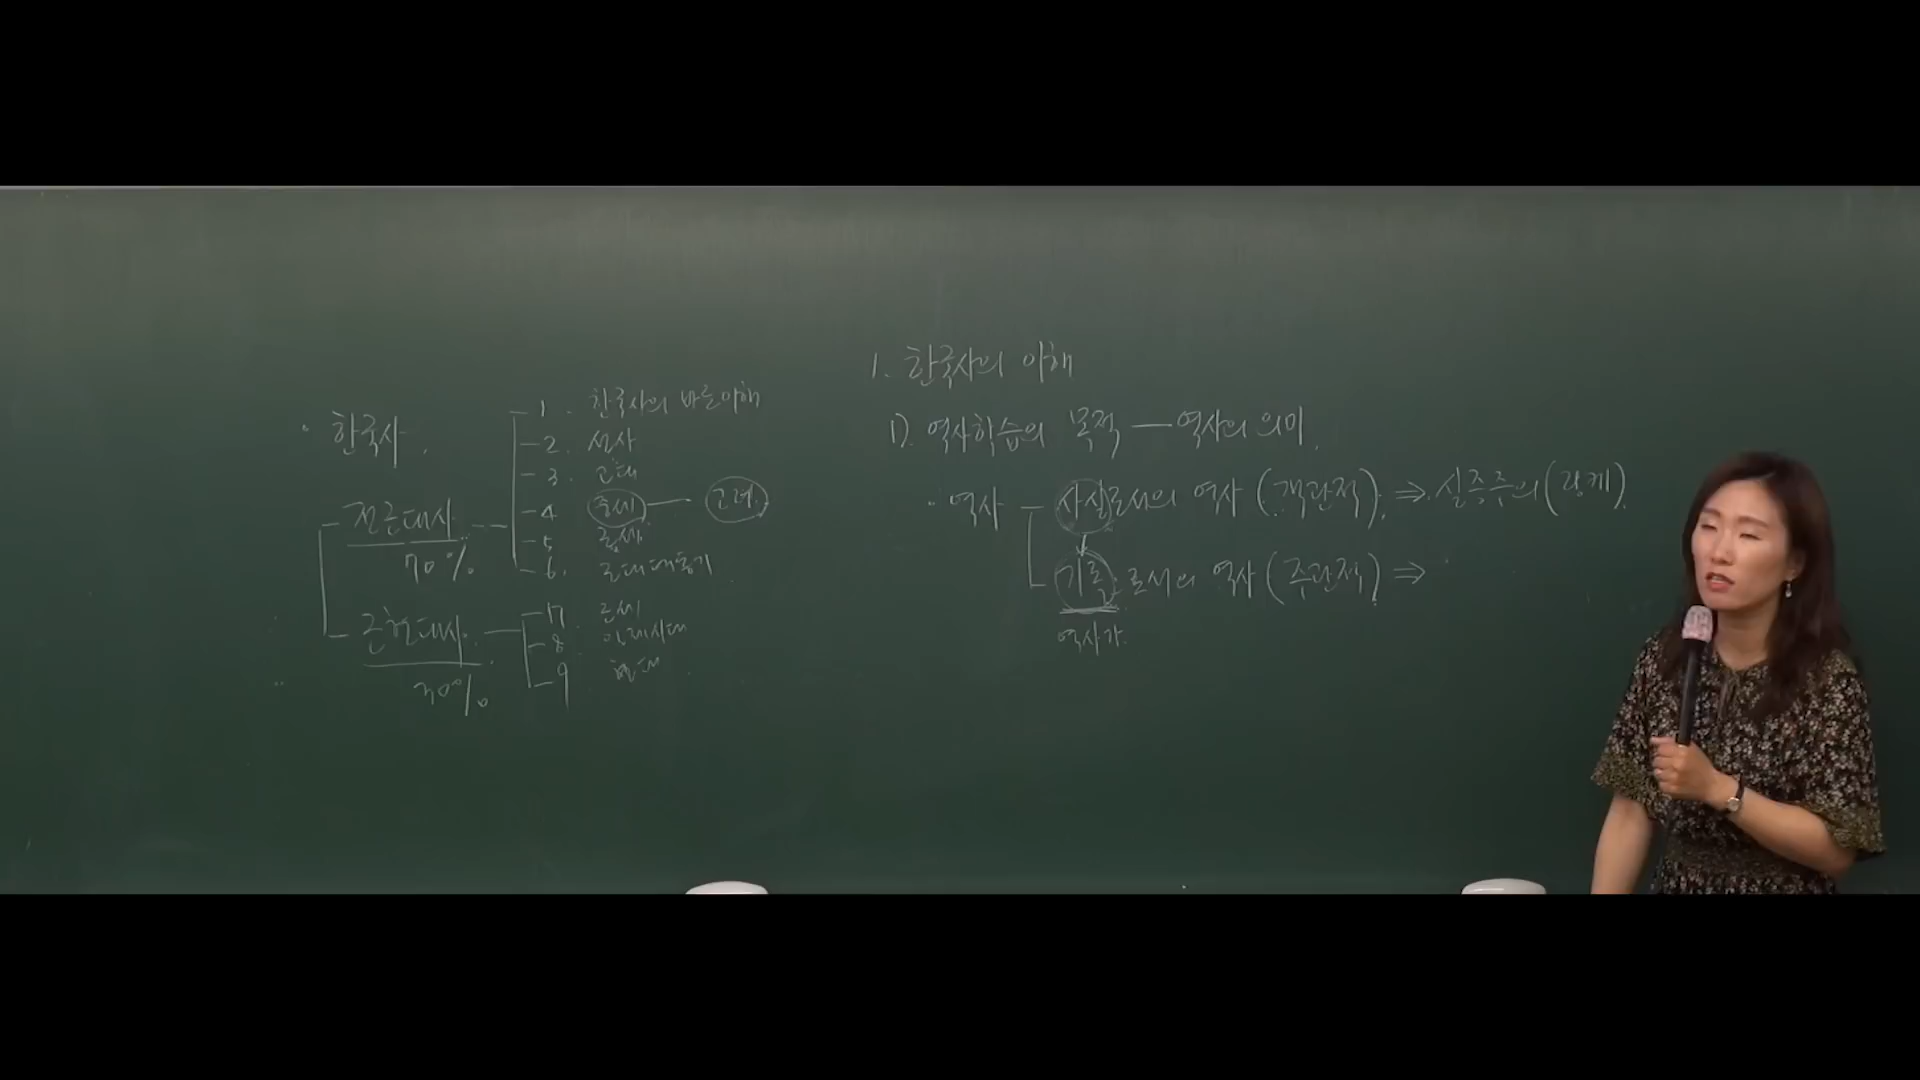 · 한국사.
전근대사
70%
1. 한국사의 바른이해
2. 선사
3. 고대
4 중세 — 고려
5 근세.
6. 근대태동기
근현대사.
30%
7. 근세
8 일제시대
9 현대
1. 한국사의 이해
1). 역사학습의 목적 — 역사의 의미.
· 역사
사실로서의 역사 (객관적). ⇒ 실증주의 (랑케).
기록으로서의 역사 (주관적) ⇒
역사가.